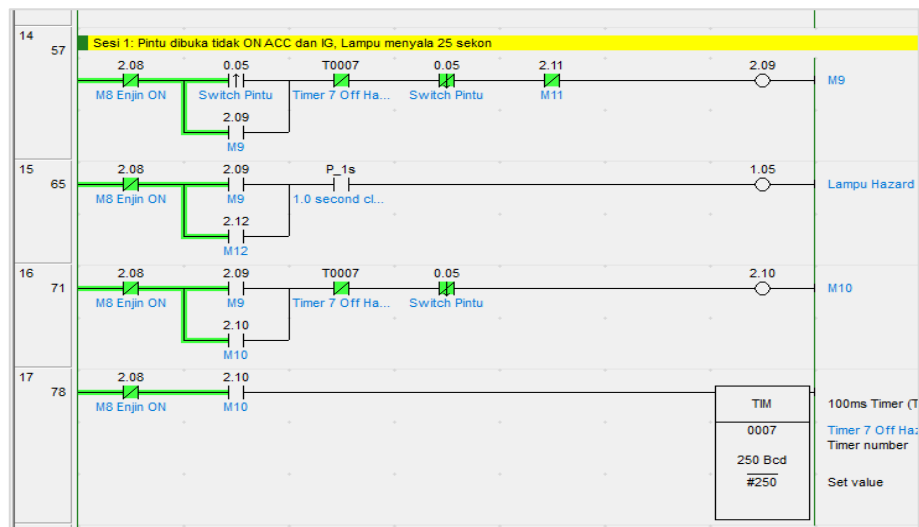 14
57
Sesi 1: Pintu dibuka tidak ON ACC dan IG, Lampu menyala 25 sekon
2.08 0.05 T0007 0.05 2.11 2.09
M8 Enjin ON Switch Pintu Timer 7 Off Ha... Switch Pintu M11 M9
2.09
M9
15
65
2.08 2.09 P_1s 1.05
M8 Enjin ON M9 1.0 second cl... Lampu Hazard
2.12
M12
16
71
2.08 2.09 T0007 0.05 2.10
M8 Enjin ON M9 Timer 7 Off Ha... Switch Pintu M10
2.10
M10
17
78
2.08 2.10
M8 Enjin ON M10
TIM 100ms Timer (T
0007 Timer 7 Off Haz
Timer number
250 Bcd
#250 Set value